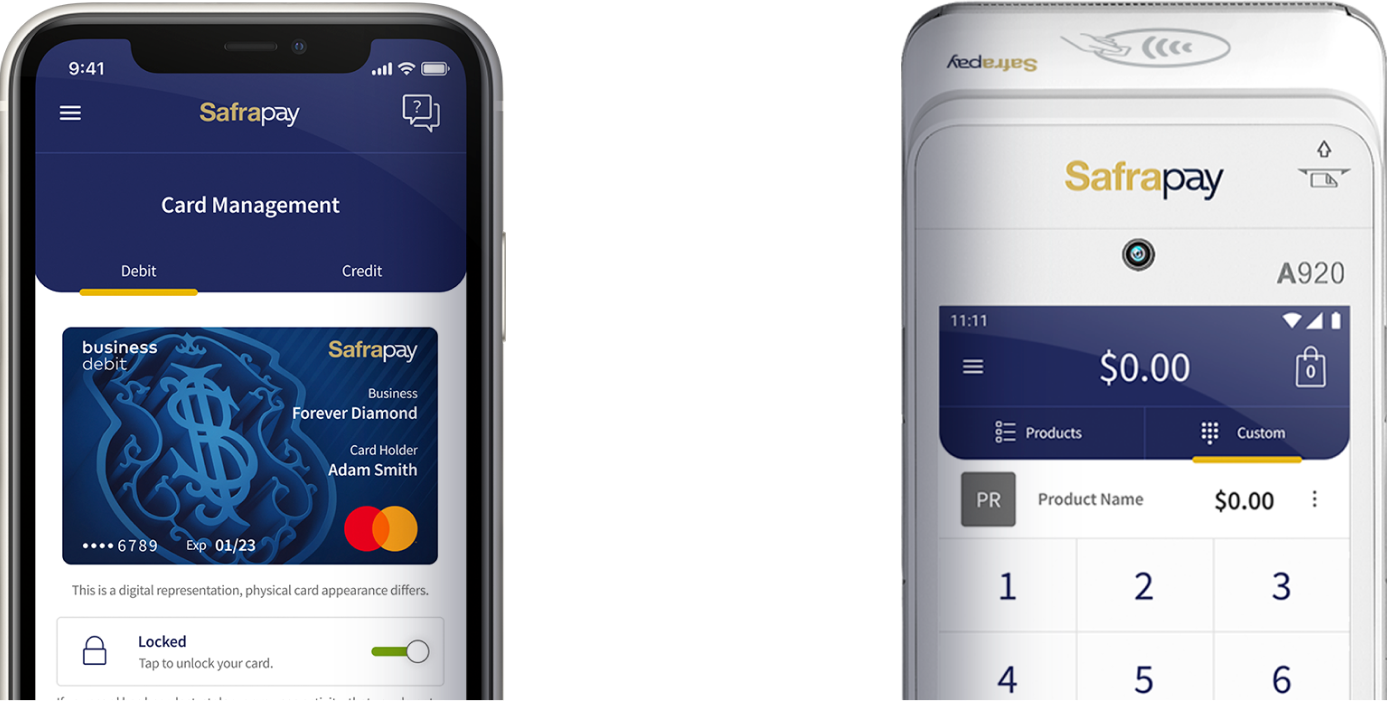 9:41
Safrapay
?
Card Management
Debit Credit
business
debit
Safrapay
Business
Forever Diamond
Card Holder
Adam Smith
•••• 6789 Exp 01/23
This is a digital representation, physical card appearance differs.
Locked
Tap to unlock your card.
Safrapay
Safrapay
A920
11:11
$0.00
0
Products Custom
PR Product Name $0.00
1 2 3
4 5 6